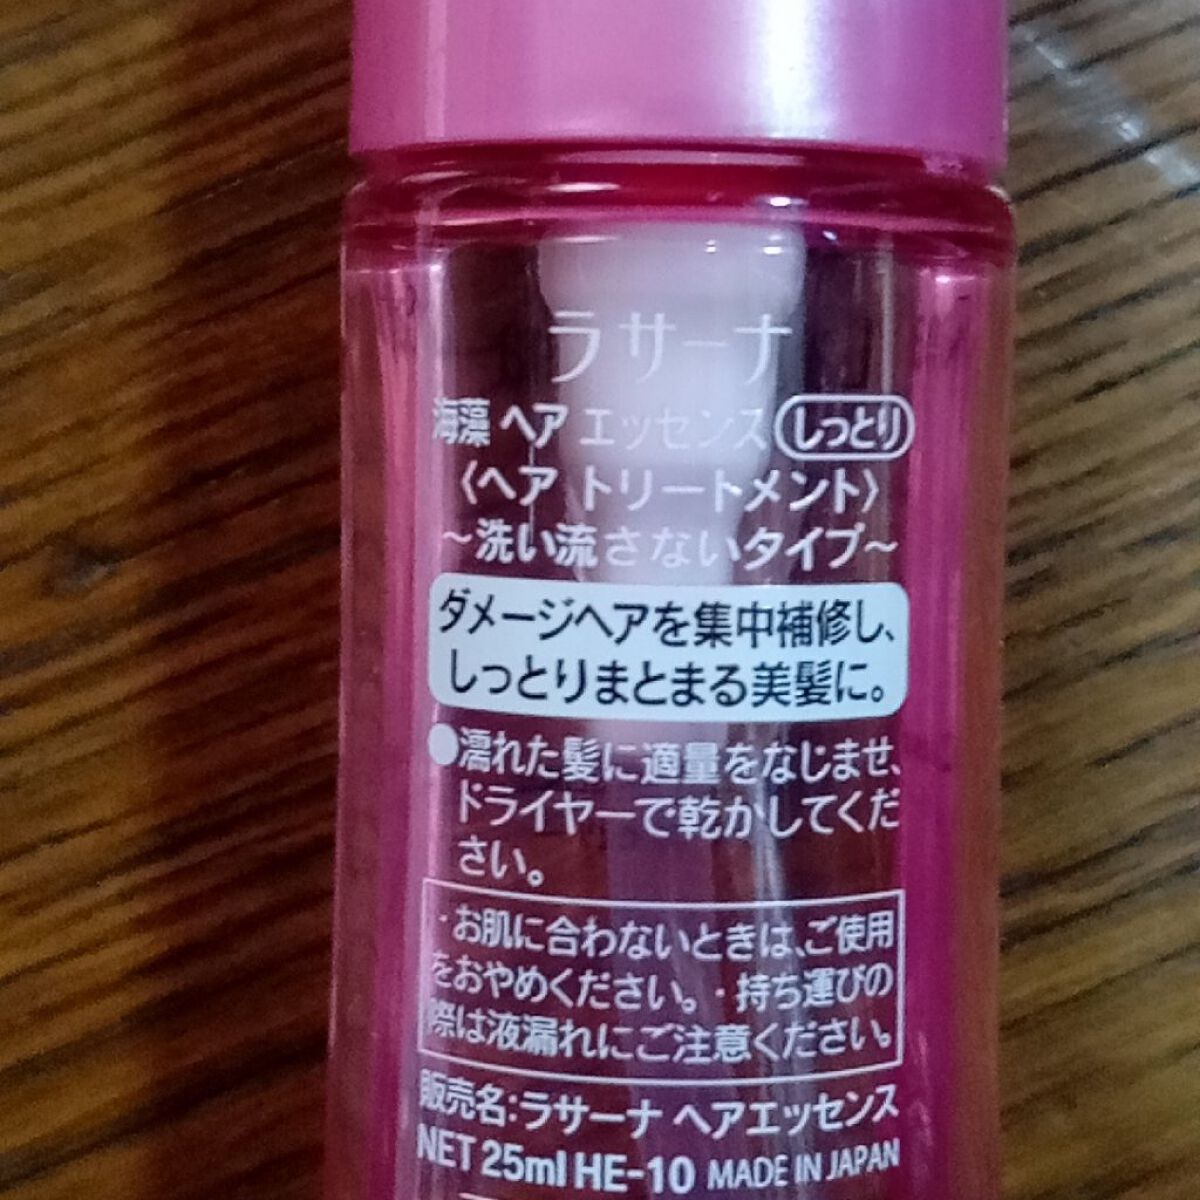 ラサーナ
海藻 ヘア エッセンス しっとり
〈ヘア トリートメント〉
～洗い流さないタイプ～
ダメージヘアを集中補修し、
しっとりまとまる美髪に。
●濡れた髪に適量をなじませ、
ドライヤーで乾かしてくだ
さい。
・お肌に合わないときは、ご使用
をおやめください。・持ち運びの
際は液漏れにご注意ください。
販売名：ラサーナ ヘアエッセンス
NET 25ml HE-10 MADE IN JAPAN